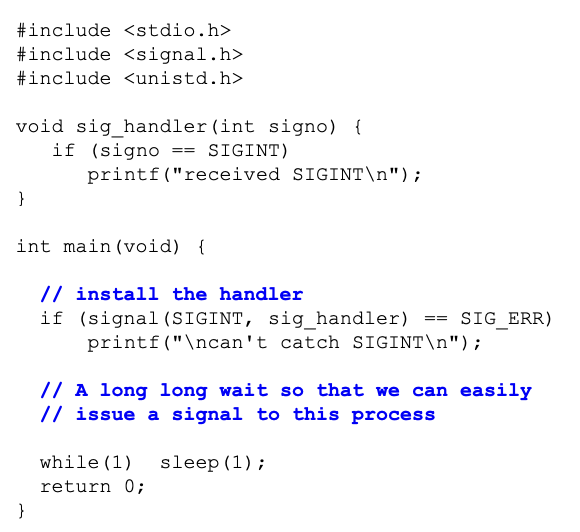 #include <stdio.h>
#include <signal.h>
#include <unistd.h>
void sig_handler(int signo) {
if (signo == SIGINT)
printf("received SIGINT\n");
}
int main(void) {
// install the handler
if (signal(SIGINT, sig_handler) == SIG_ERR)
printf("\ncan't catch SIGINT\n");
// A long long wait so that we can easily
// issue a signal to this process
while(1) sleep(1);
return 0;
}